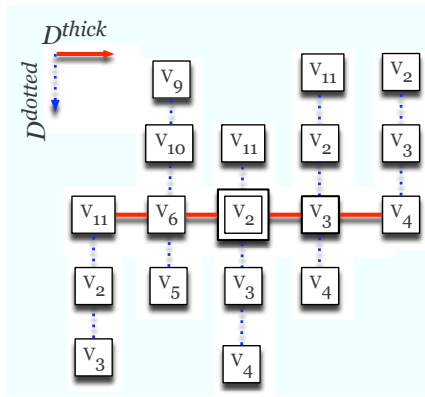 D^thick
D^dotted
v₉ v₁₁ v₂
v₁₀ v₁₁ v₂ v₃
v₁₁ v₆ v₂ v₃ v₄
v₂ v₅ v₃ v₄
v₃ v₄